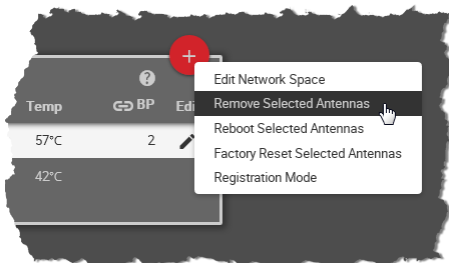 +
?
Edit Network Space
Temp BP Edi
Remove Selected Antennas
57°C 2
Reboot Selected Antennas
Factory Reset Selected Antennas
42°C
Registration Mode